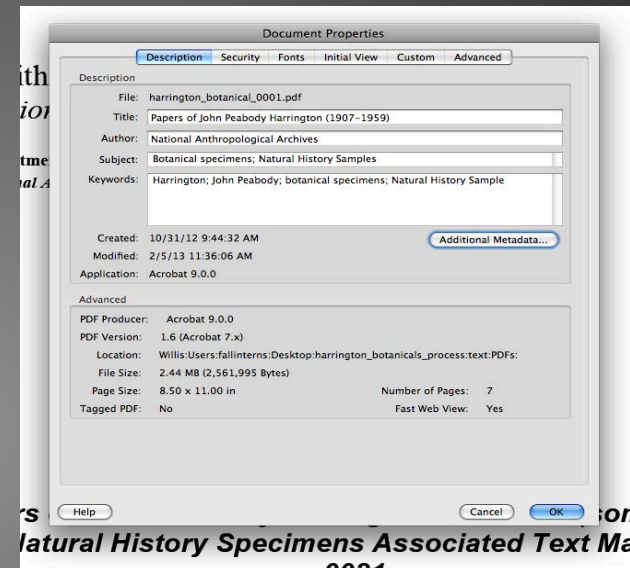 Document Properties
Description Security Fonts Initial View Custom Advanced
Description
File: harrington_botanical_0001.pdf
Title: Papers of John Peabody Harrington (1907-1959)
Author: National Anthropological Archives
Subject: Botanical specimens; Natural History Samples
Keywords: Harrington; John Peabody; botanical specimens; Natural History Sample
Created: 10/31/12 9:44:32 AM
Additional Metadata...
Modified: 2/5/13 11:36:06 AM
Application: Acrobat 9.0.0
Advanced
PDF Producer: Acrobat 9.0.0
PDF Version: 1.6 (Acrobat 7.x)
Location: Willis:Users:fallinterns:Desktop:harrington_botanicals_process:text:PDFs:
File Size: 2.44 MB (2,561,995 Bytes)
Page Size: 8.50 x 11.00 in Number of Pages: 7
Tagged PDF: No Fast Web View: Yes
Help Cancel OK
latural History Specimens Associated Text Ma